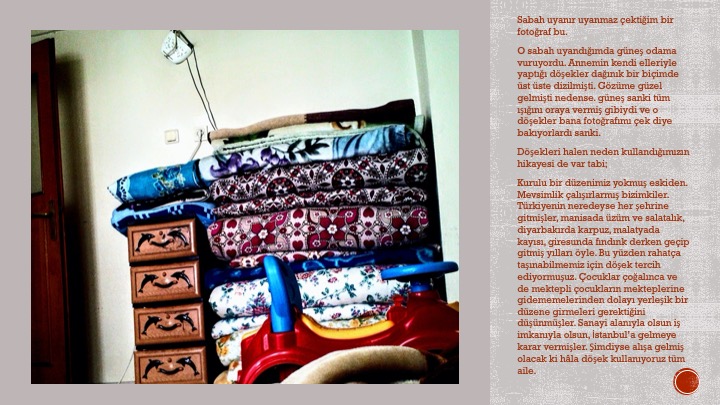 Sabah uyanır uyanmaz çektiğim bir
fotoğraf bu.
O sabah uyandığımda güneş odama
vuruyordu. Annemin kendi elleriyle
yaptığı döşekler dağınık bir biçimde
üst üste dizilmişti. Gözüme güzel
gelmişti nedense. güneş sanki tüm
ışığını oraya vermiş gibiydi ve o
döşekler bana fotoğrafımı çek diye
bakıyorlardı sanki.
Döşekleri halen neden kullandığımızın
hikayesi de var tabi;
Kurulu bir düzenimiz yokmuş eskiden.
Mevsimlik çalışırlarmış bizimkiler.
Türkiyenin neredeyse her şehrine
gitmişler, manisada üzüm ve salatalık,
diyarbakırda karpuz, malatyada
kayısı, giresunda fındınk derken geçip
gitmiş yılları öyle. Bu yüzden rahatça
taşınabilmemiz için döşek tercih
ediyormuşuz. Çocuklar çoğalınca ve
de mektepli çocukların mekteplerine
gidememelerinden dolayı yerleşik bir
düzene girmeleri gerektiğini
düşünmüşler. Sanayi alanıyla olsun iş
imkanıyla olsun, İstanbul'a gelmeye
karar vermişler. Şimdiyse alışa gelmiş
olacak ki hâla döşek kullanıyoruz tüm
aile.